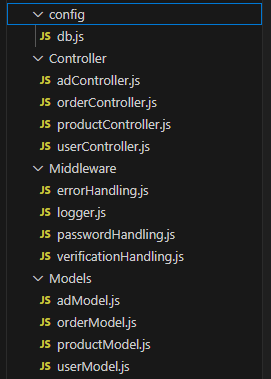 config
JS db.js
Controller
JS adController.js
JS orderController.js
JS productController.js
JS userController.js
Middleware
JS errorHandling.js
JS logger.js
JS passwordHandling.js
JS verificationHandling.js
Models
JS adModel.js
JS orderModel.js
JS productModel.js
JS userModel.js